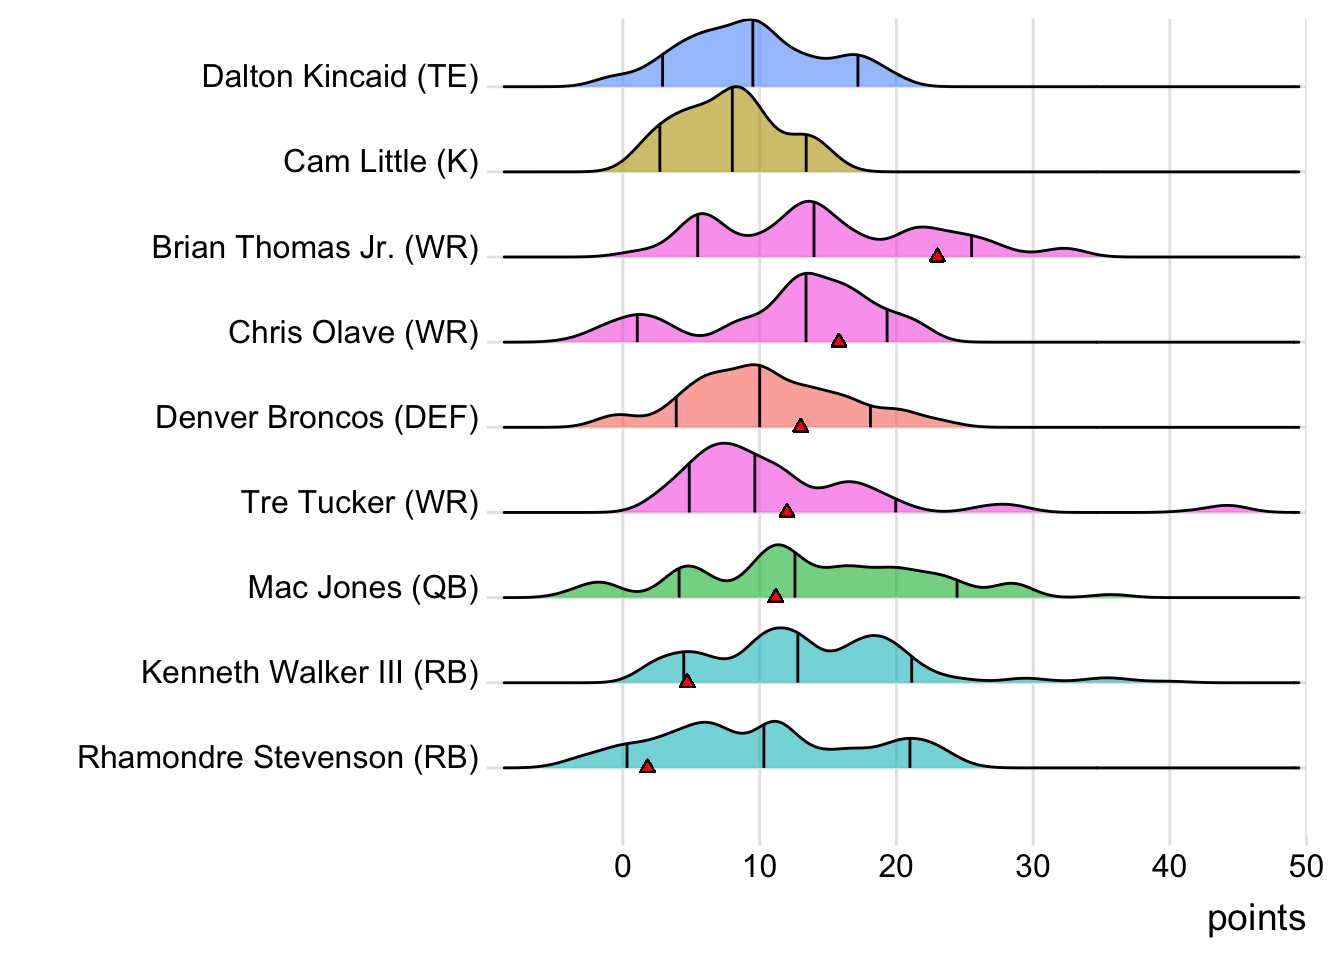 Dalton Kincaid (TE)
Cam Little (K)
Brian Thomas Jr. (WR)
Chris Olave (WR)
Denver Broncos (DEF)
Tre Tucker (WR)
Mac Jones (QB)
Kenneth Walker III (RB)
Rhamondre Stevenson (RB)
0 10 20 30 40 50
points